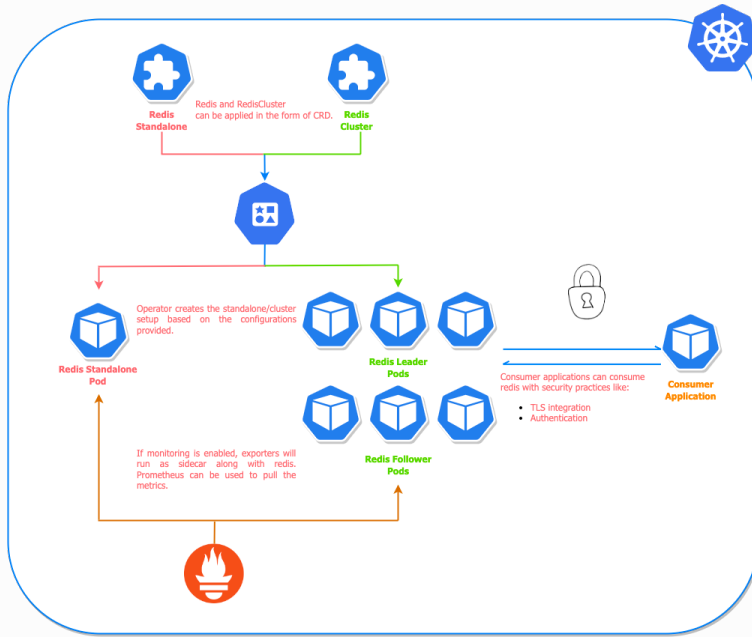 Redis
Standalone
Redis and RedisCluster
can be applied in the form of CRD.
Redis
Cluster
Operator creates the standalone/cluster
setup based on the configurations
provided.
Redis Standalone
Pod
Redis Leader
Pods
Consumer applications can consume
redis with security practices like:
• TLS integration
• Authentication
Consumer
Application
If monitoring is enabled, exporters will
run as sidecar along with redis.
Prometheus can be used to pull the
metrics.
Redis Follower
Pods